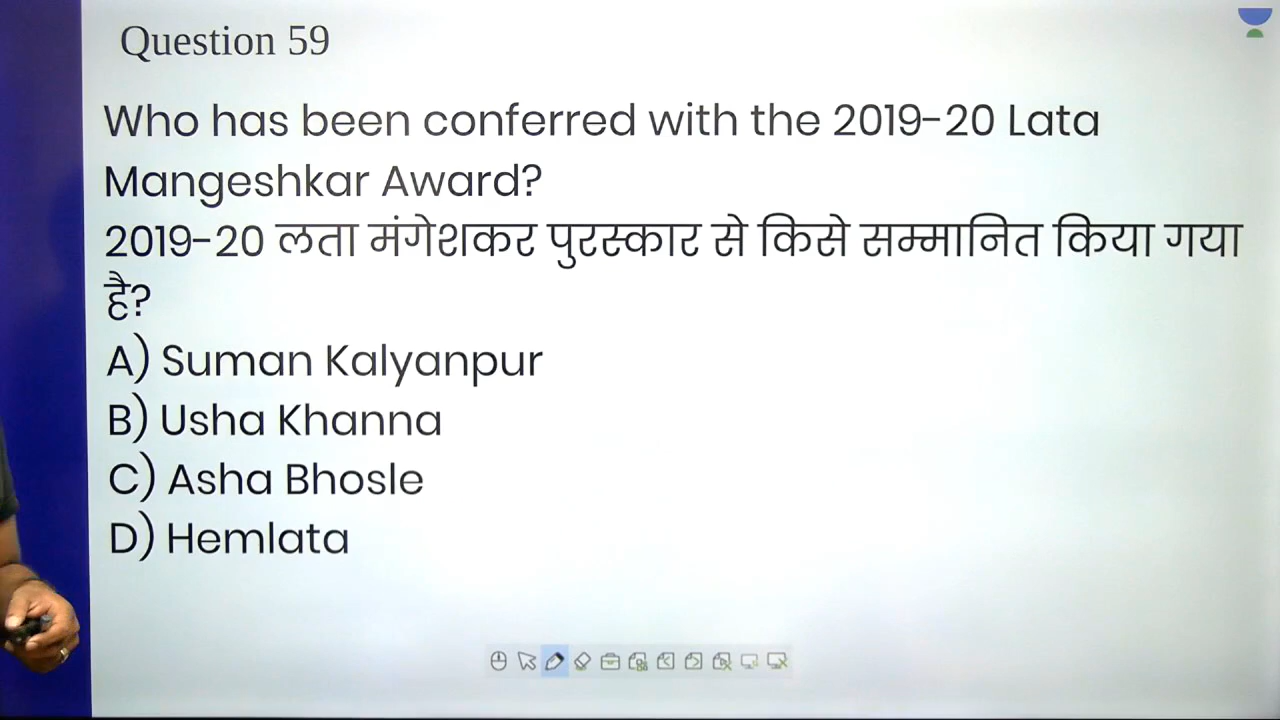 Question 59
Who has been conferred with the 2019-20 Lata
Mangeshkar Award?
2019-20 लता मंगेशकर पुरस्कार से किसे सम्मानित किया गया
है?
A) Suman Kalyanpur
B) Usha Khanna
C) Asha Bhosle
D) Hemlata